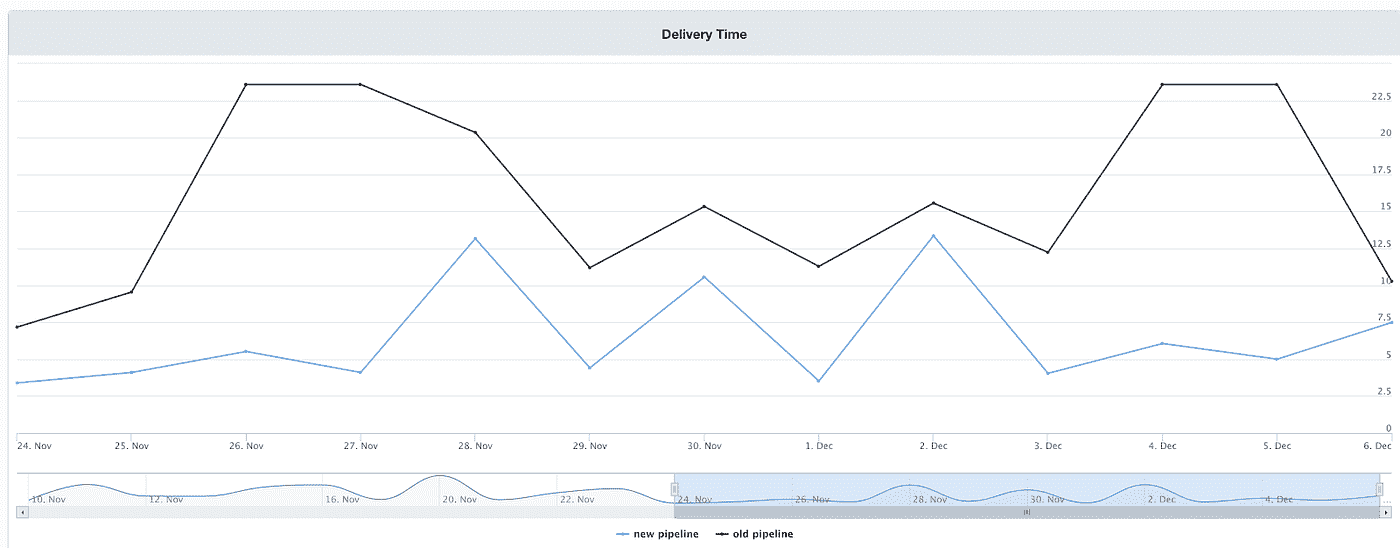 Delivery Time
22.5
20
17.5
15
12.5
10
7.5
5
2.5
0
24. Nov 25. Nov 26. Nov 27. Nov 28. Nov 29. Nov 30. Nov 1. Dec 2. Dec 3. Dec 4. Dec 5. Dec 6. Dec
10. Nov 12. Nov 16. Nov 20. Nov 22. Nov 24. Nov 26. Nov 28. Nov 30. Nov 2. Dec 4. Dec ...
new pipeline old pipeline